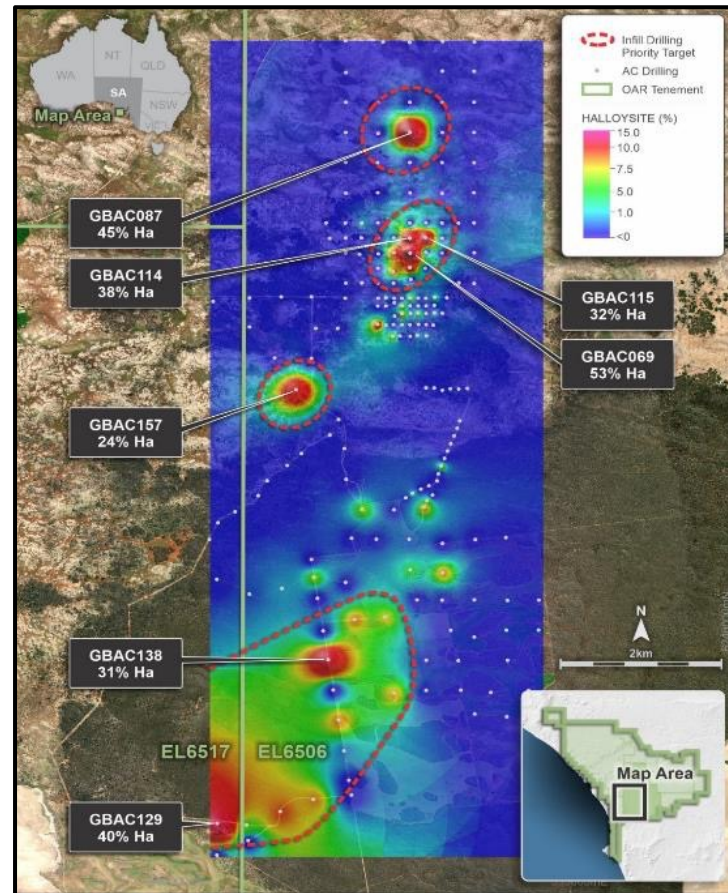 NT
WA
QLD
SA
NSW
VIC
Map Area
Infill Drilling
Priority Target
AC Drilling
OAR Tenement
HALLOYSITE (%)
15.0
10.0
7.5
5.0
1.0
<0
GBAC087
45% Ha
GBAC114
38% Ha
GBAC115
32% Ha
GBAC069
53% Ha
GBAC157
24% Ha
N
2km
GBAC138
31% Ha
EL6517
EL6506
Map Area
GBAC129
40% Ha